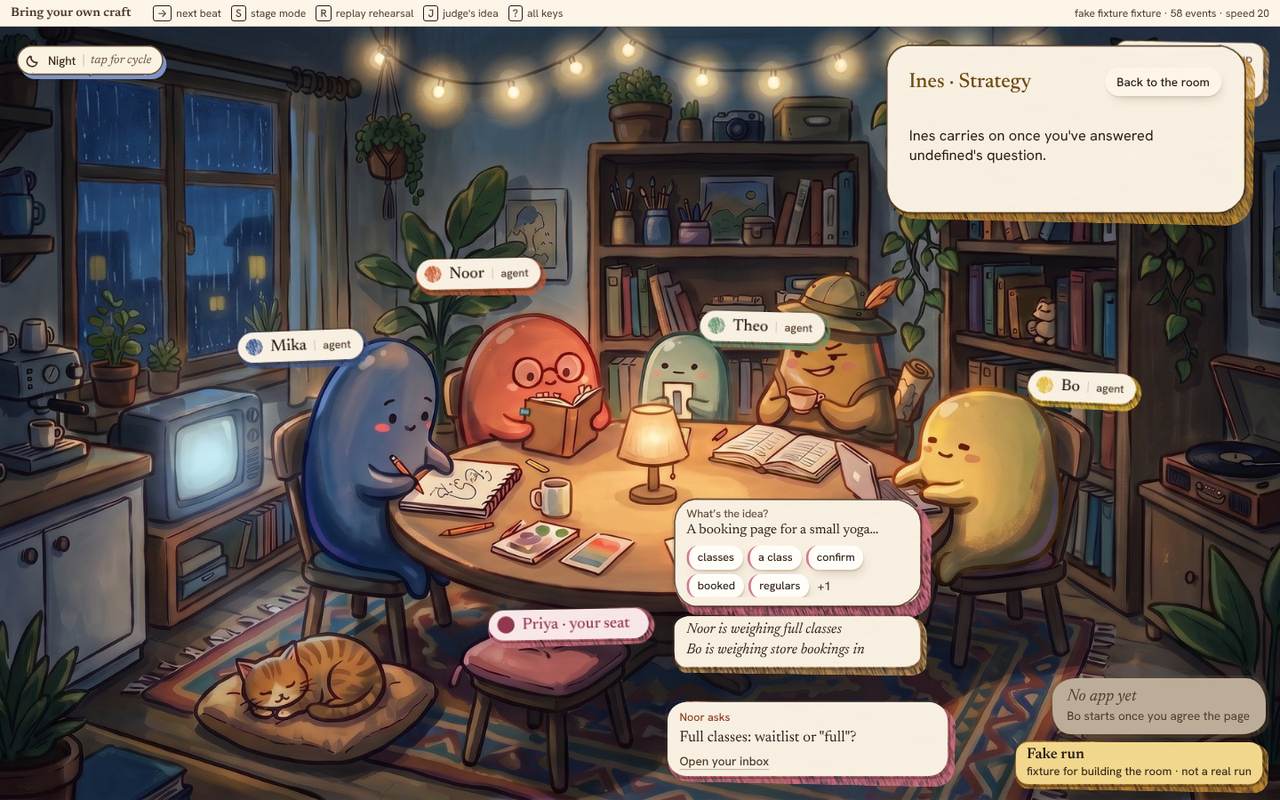 Bring your own craft
→ next beat
S stage mode
R replay rehearsal
J judge's idea
? all keys
fake fixture fixture · 58 events · speed 20
Night
tap for cycle
Ines · Strategy
Back to the room
Ines carries on once you've answered
undefined's question.
Noor agent
Theo agent
Mika agent
Bo agent
What's the idea?
A booking page for a small yoga...
classes
a class
confirm
booked
regulars
+1
Priya · your seat
Noor is weighing full classes
Bo is weighing store bookings in
Noor asks
Full classes: waitlist or "full"?
Open your inbox
No app yet
Bo starts once you agree the page
Fake run
fixture for building the room · not a real run